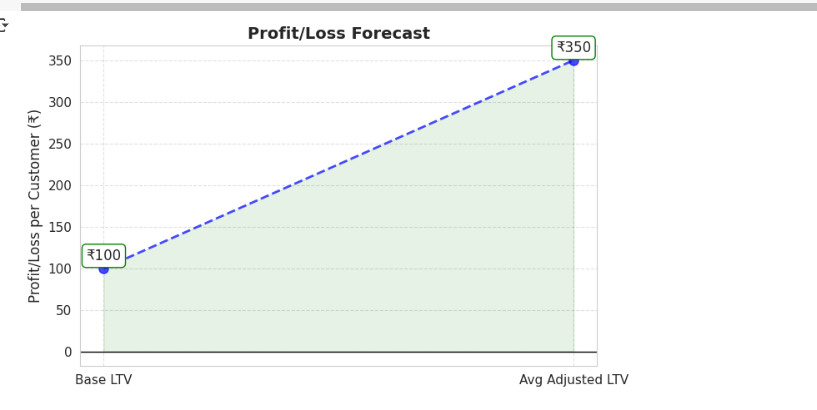 Profit/Loss Forecast
₹350
350
300
250
200
150
₹100
100
50
0
Profit/Loss per Customer (₹)
Base LTV
Avg Adjusted LTV